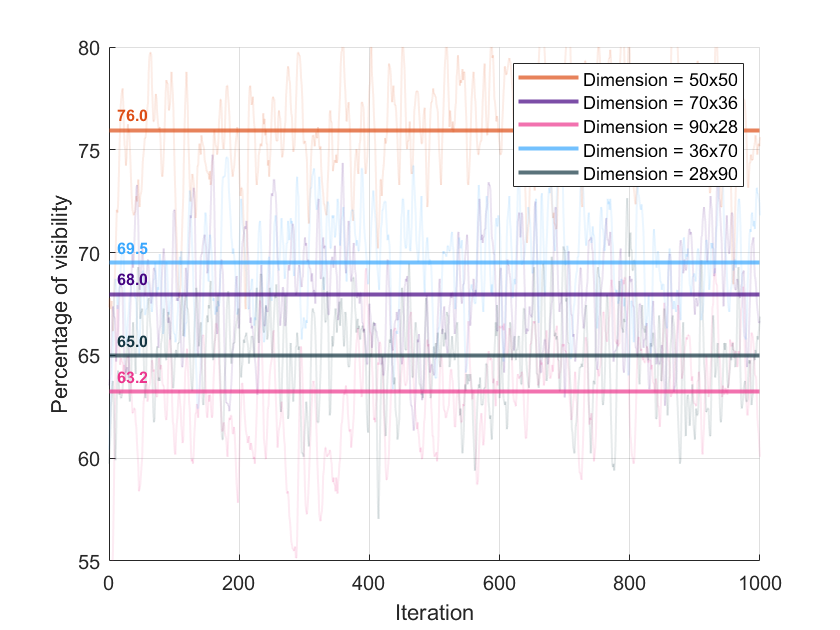 80
75
70
65
60
55
Percentage of visibility
76.0
69.5
68.0
65.0
63.2
Dimension = 50x50
Dimension = 70x36
Dimension = 90x28
Dimension = 36x70
Dimension = 28x90
0 200 400 600 800 1000
Iteration